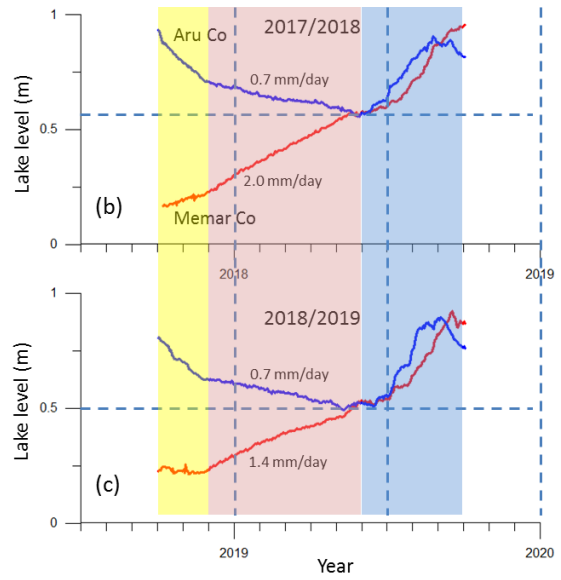 1
Aru Co
2017/2018
0.7 mm/day
Lake level (m)
0.5
2.0 mm/day
(b)
Memar Co
0
2018
2019
1
2018/2019
0.7 mm/day
Lake level (m)
0.5
1.4 mm/day
(c)
0
2019
Year
2020